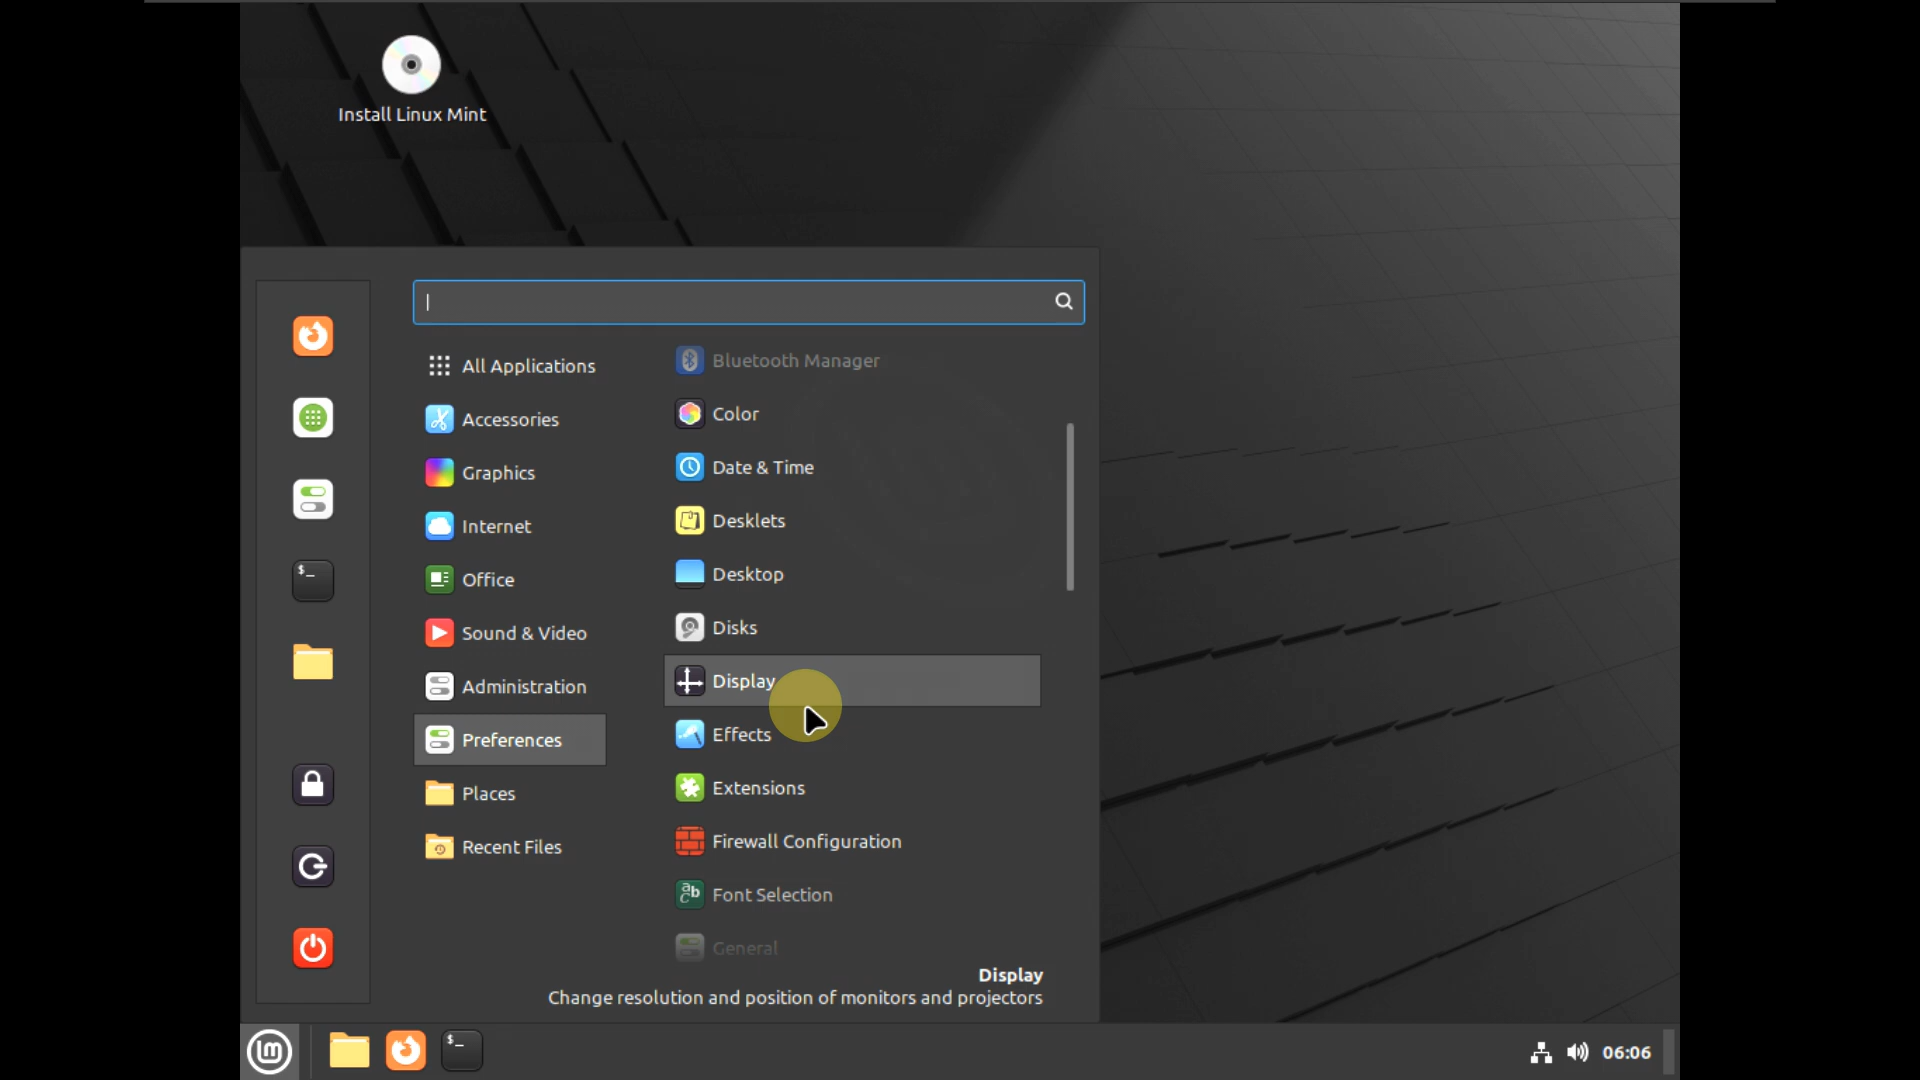 Install Linux Mint
All Applications
Accessories
Graphics
Internet
Office
Sound & Video
Administration
Preferences
Places
Recent Files
Bluetooth Manager
Color
Date & Time
Desklets
Desktop
Disks
Display
Effects
Extensions
Firewall Configuration
Font Selection
General
Display
Change resolution and position of monitors and projectors
06:06